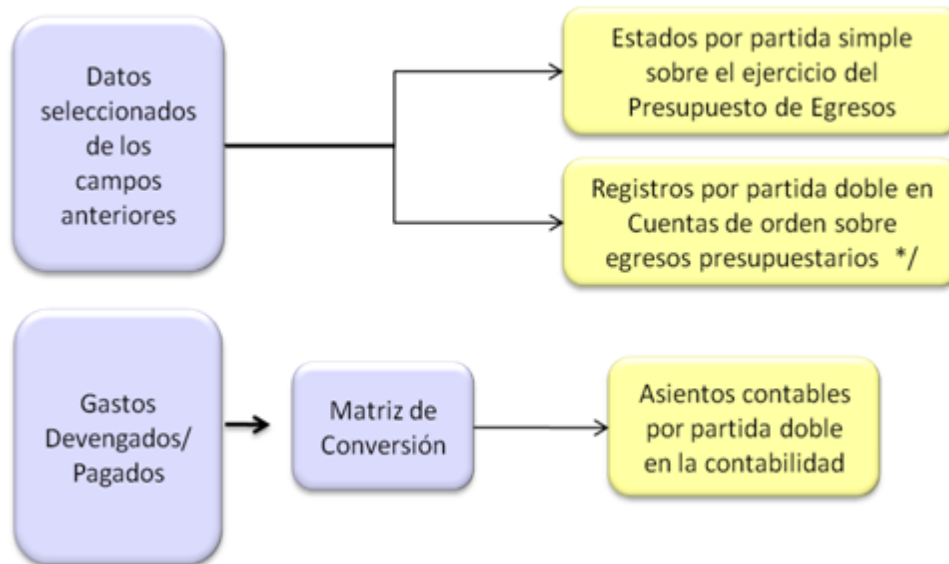 Datos
seleccionados
de los
campos
anteriores
Estados por partida simple
sobre el ejercicio del
Presupuesto de Egresos
Registros por partida doble en
Cuentas de orden sobre
egresos presupuestarios */
Gastos
Devengados/
Pagados
Matriz de
Conversión
Asientos contables
por partida doble
en la contabilidad